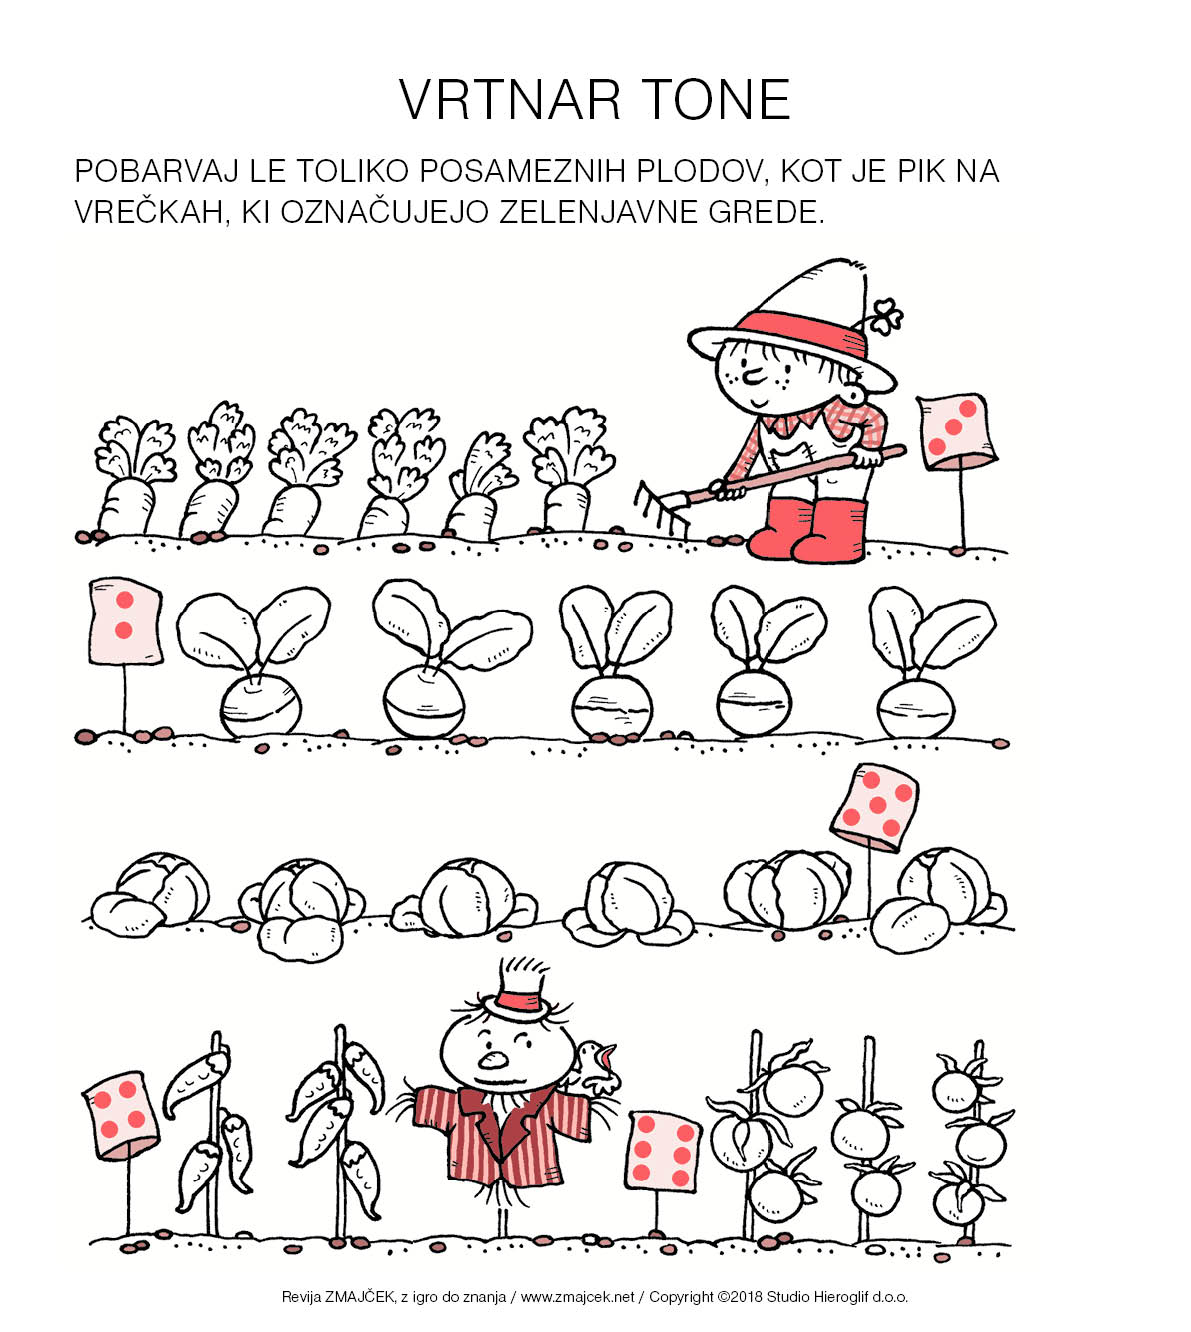 VRTNAR TONE
POBARVAJ LE TOLIKO POSAMEZNIH PLODOV, KOT JE PIK NA
VREČKAH, KI OZNAČUJEJO ZELENJAVNE GREDE.
Revija ZMAJČEK, z igro do znanja / www.zmajcek.net / Copyright ©2018 Studio Hieroglif d.o.o.